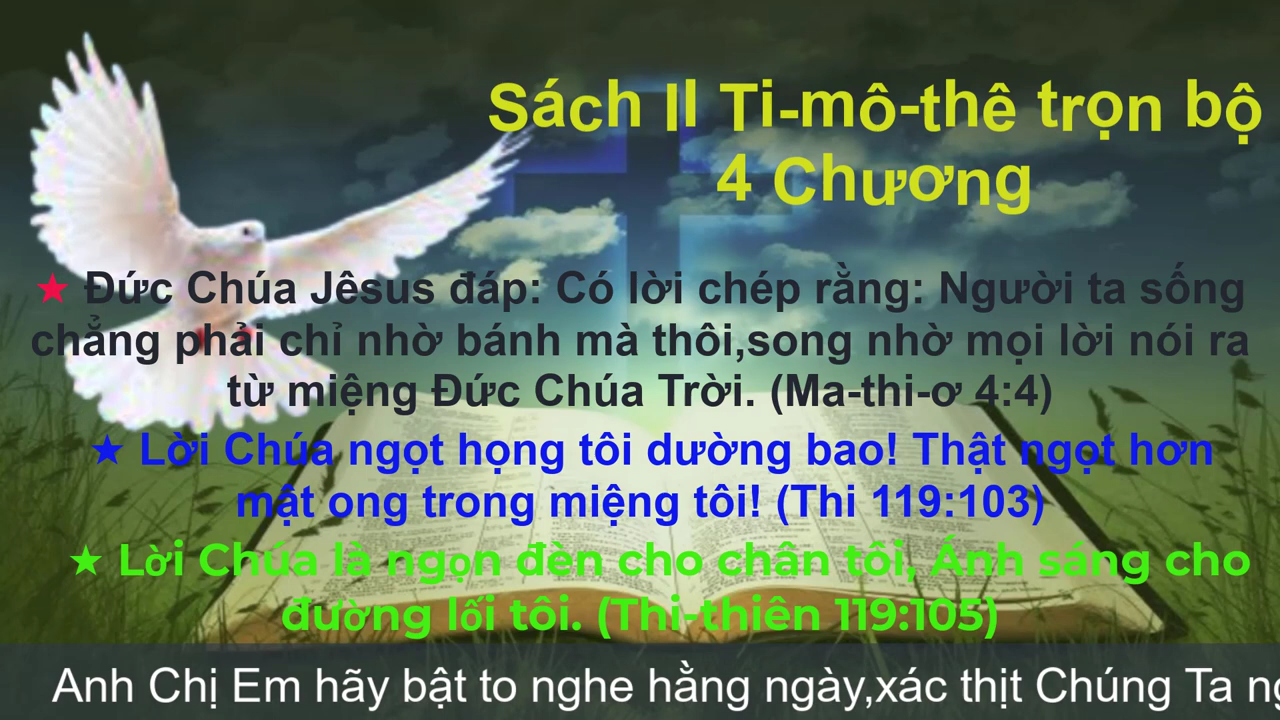 Sách II Ti-mô-thê trọn bộ
4 Chương
★ Đức Chúa Jêsus đáp: Có lời chép rằng: Người ta sống
chẳng phải chỉ nhờ bánh mà thôi,song nhờ mọi lời nói ra
từ miệng Đức Chúa Trời. (Ma-thi-ơ 4:4)
★ Lời Chúa ngọt họng tôi dường bao! Thật ngọt hơn
mật ong trong miệng tôi! (Thi 119:103)
★ Lời Chúa là ngọn đèn cho chân tôi, Ánh sáng cho
đường lối tôi. (Thi-thiên 119:105)
Anh Chị Em hãy bật to nghe hằng ngày,xác thịt Chúng Ta